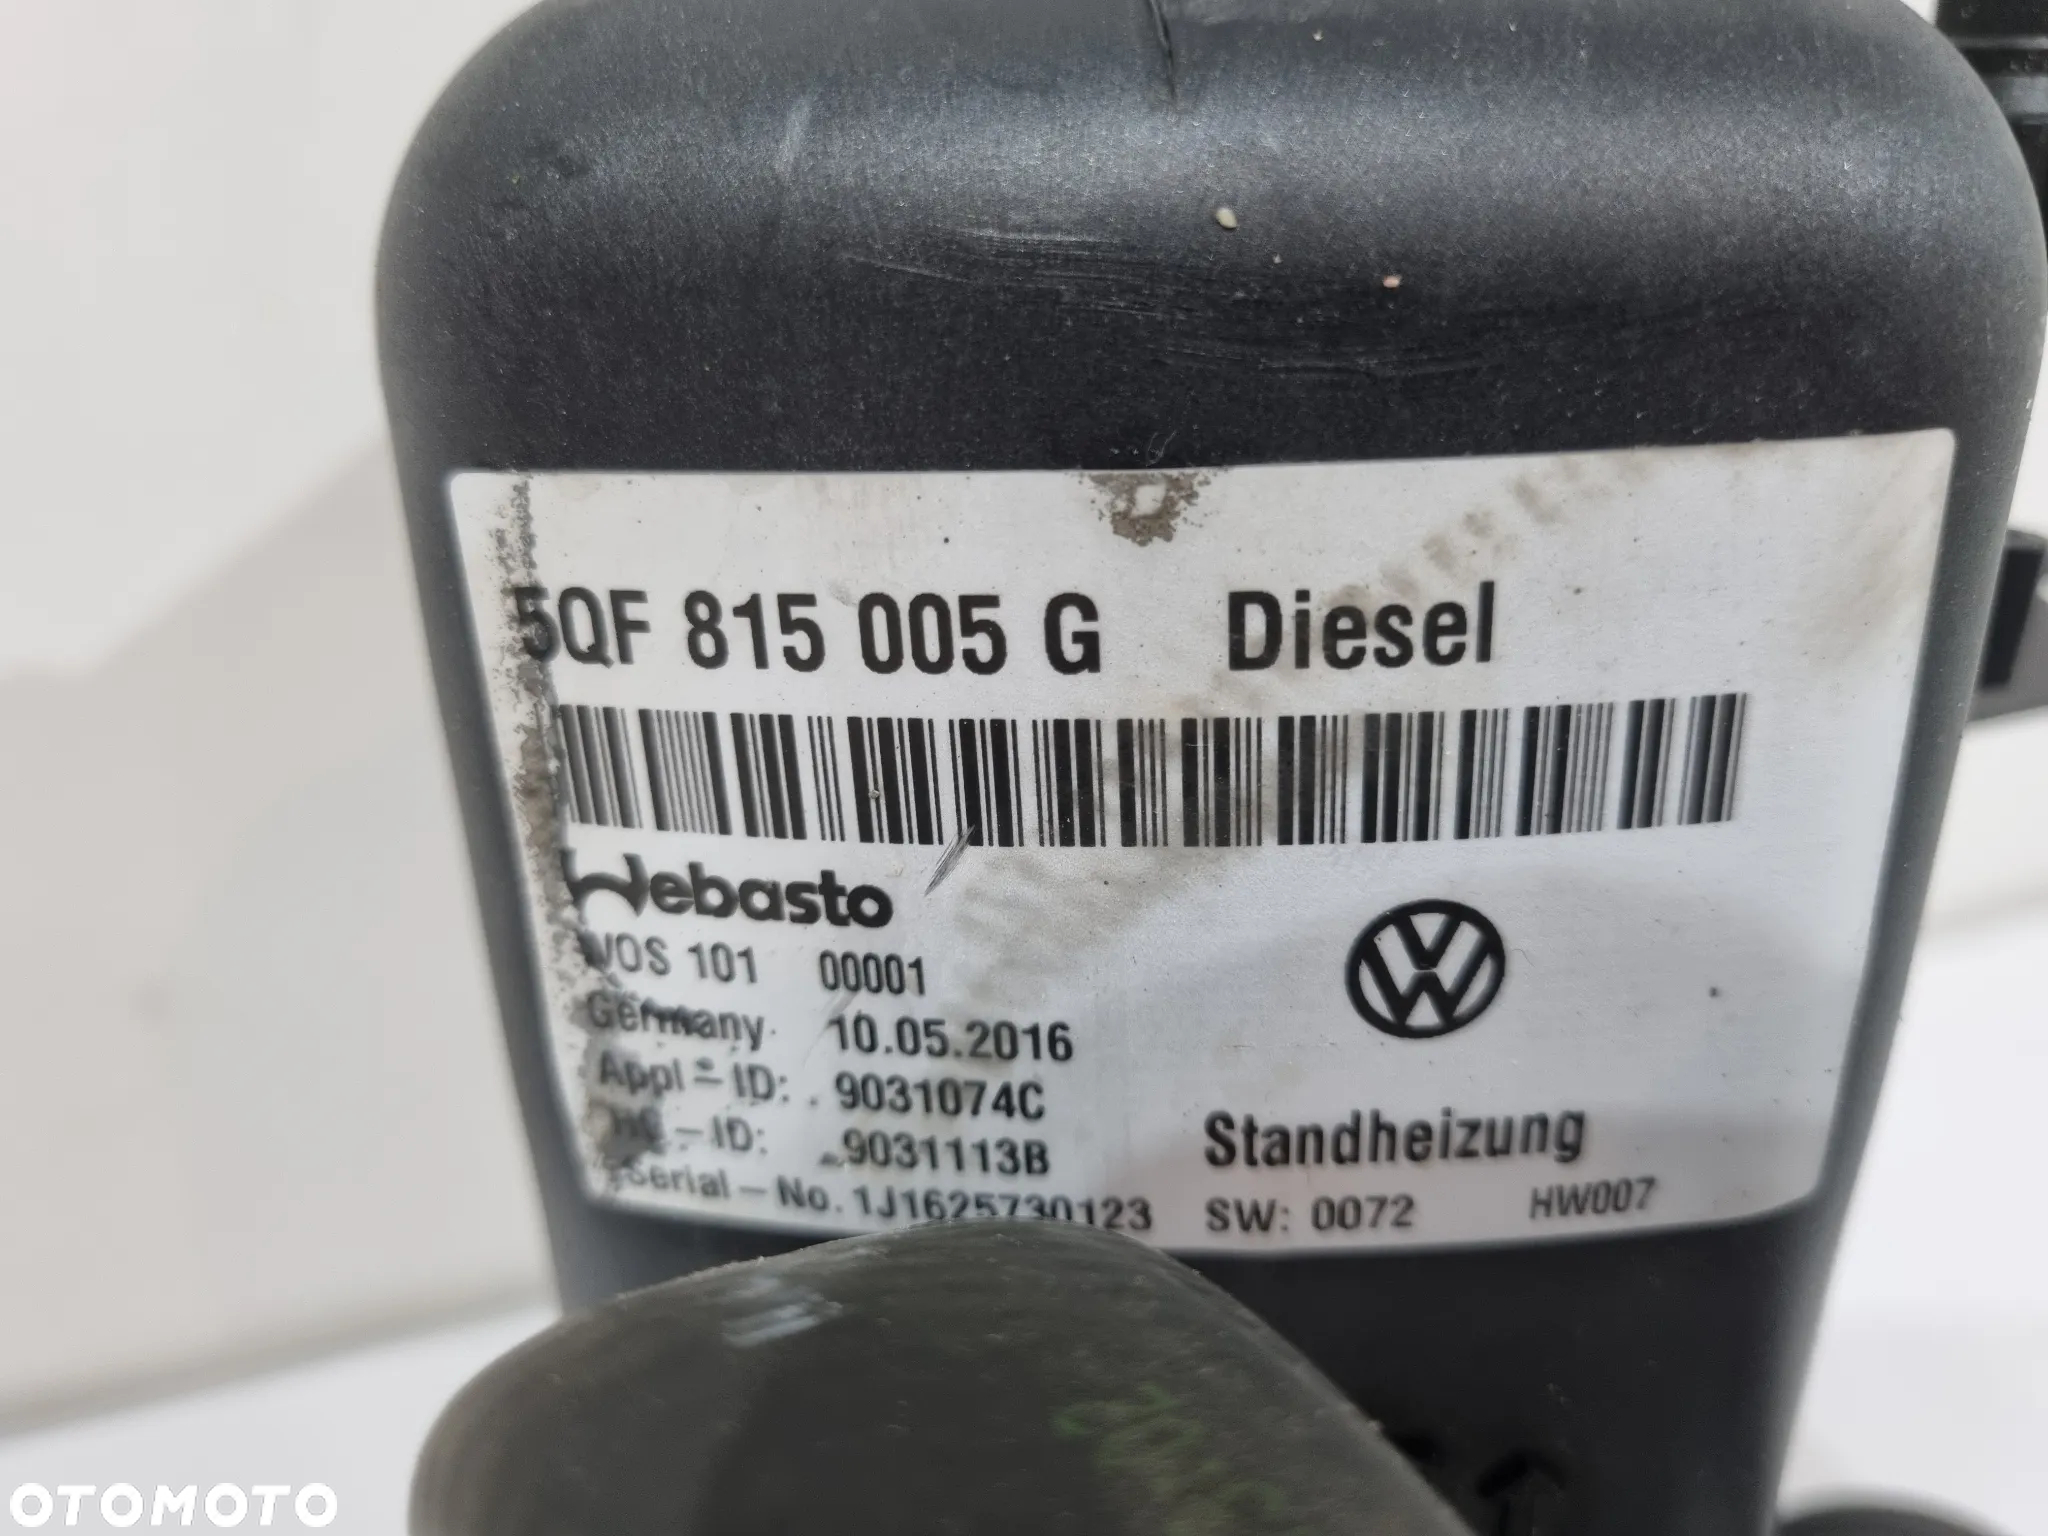 5QF 815 005 G Diesel
Webasto
VOS 101 00001
Germany 10.05.2016
Appl-ID: 9031074C
-ID: 9031113B
Serial-No. 1J1625730123 SW: 0072 HW007
Standheizung
OTOMOTO